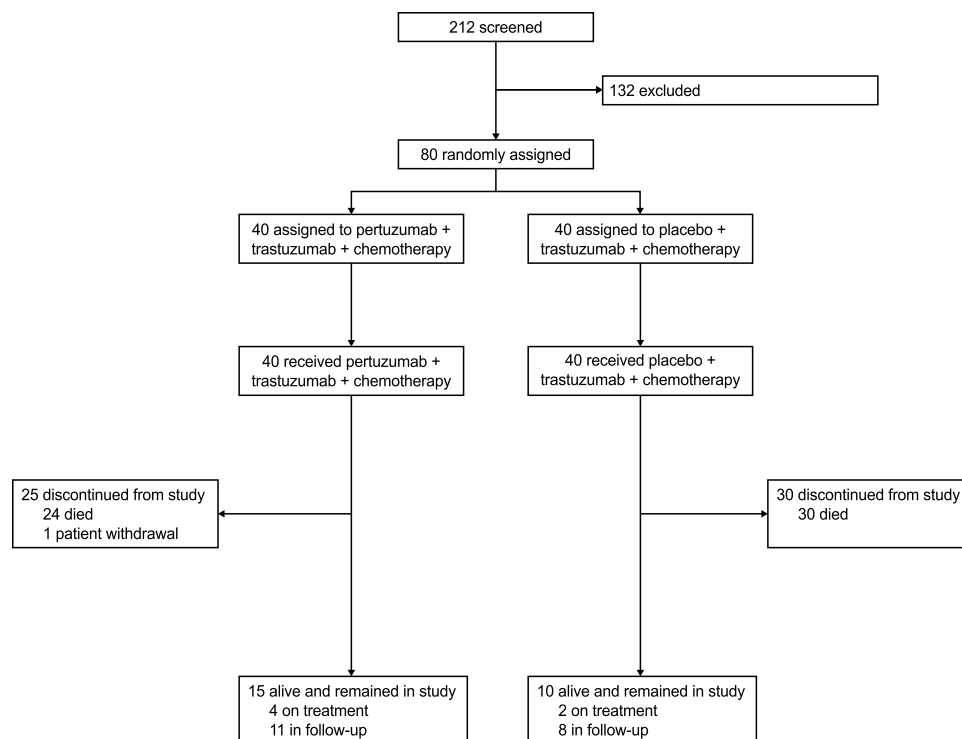 212 screened
132 excluded
80 randomly assigned
40 assigned to pertuzumab +
trastuzumab + chemotherapy
40 assigned to placebo +
trastuzumab + chemotherapy
40 received pertuzumab +
trastuzumab + chemotherapy
40 received placebo +
trastuzumab + chemotherapy
25 discontinued from study
24 died
1 patient withdrawal
30 discontinued from study
30 died
15 alive and remained in study
4 on treatment
11 in follow-up
10 alive and remained in study
2 on treatment
8 in follow-up